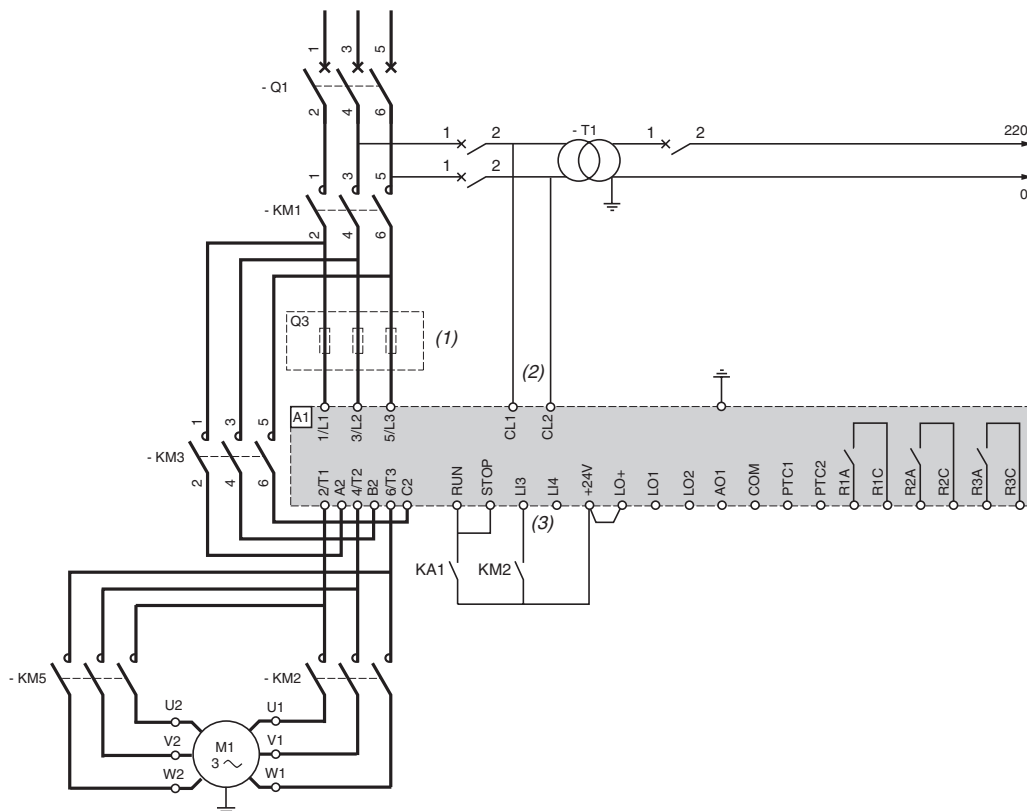 1 3 5
- Q1
2 4 6
1 2 - T1 1 2 220
1 2
0
1 3 5
- KM1
2 4 6
Q3 (1)
(2)
A1
1/L1 3/L2 5/L3 CL1 CL2
1 3 5
- KM3
2 4 6
2/T1 A2 4/T2 B2 6/T3 C2 RUN STOP LI3 LI4 +24V LO+ LO1 LO2 AO1 COM PTC1 PTC2 R1A R1C R2A R2C R3A R3C
(3)
KA1 KM2
- KM5 - KM2
U2 U1
V2 M1 V1
3
W2 W1